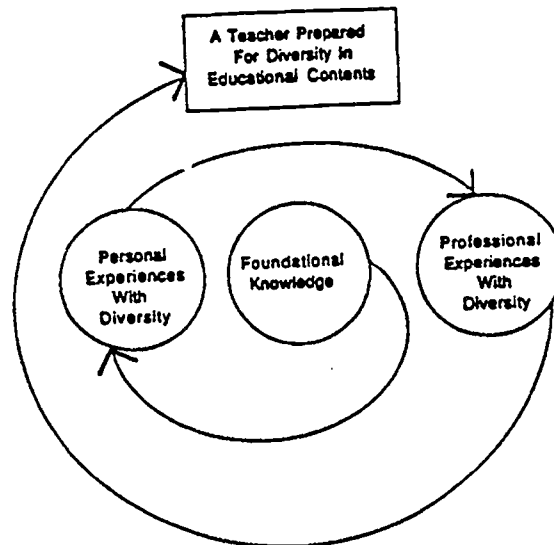 A Teacher Prepared
For Diversity in
Educational Contents
Personal
Experiences
With
Diversity
Foundational
Knowledge
Professional
Experiences
With
Diversity